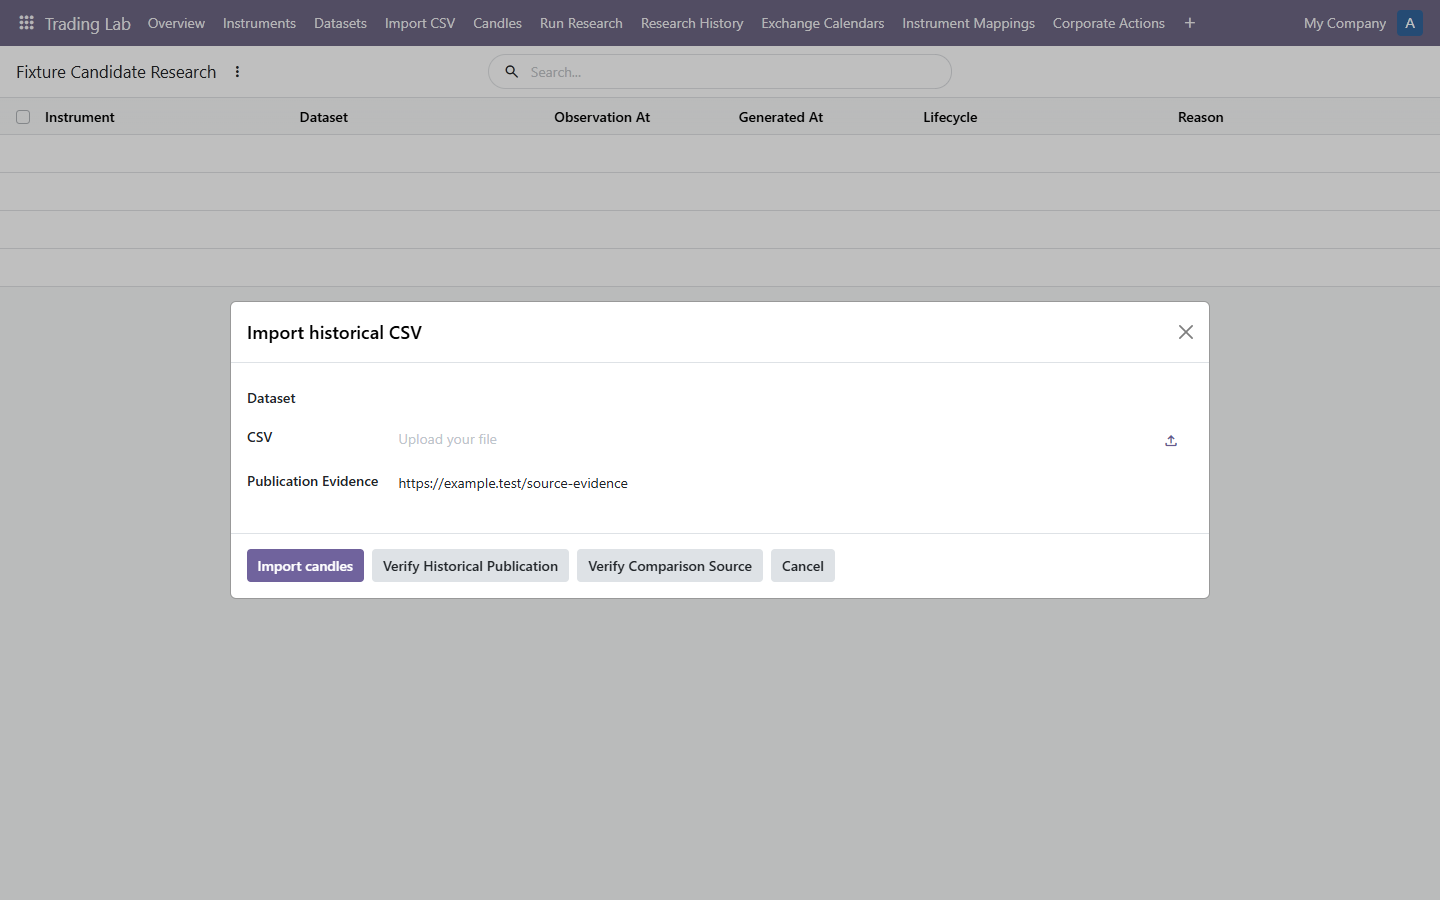 Trading Lab Overview Instruments Datasets Import CSV Candles Run Research Research History Exchange Calendars Instrument Mappings Corporate Actions + My Company A
Fixture Candidate Research Search...
Instrument Dataset Observation At Generated At Lifecycle Reason
Import historical CSV
Dataset
CSV Upload your file
Publication Evidence https://example.test/source-evidence
Import candles Verify Historical Publication Verify Comparison Source Cancel